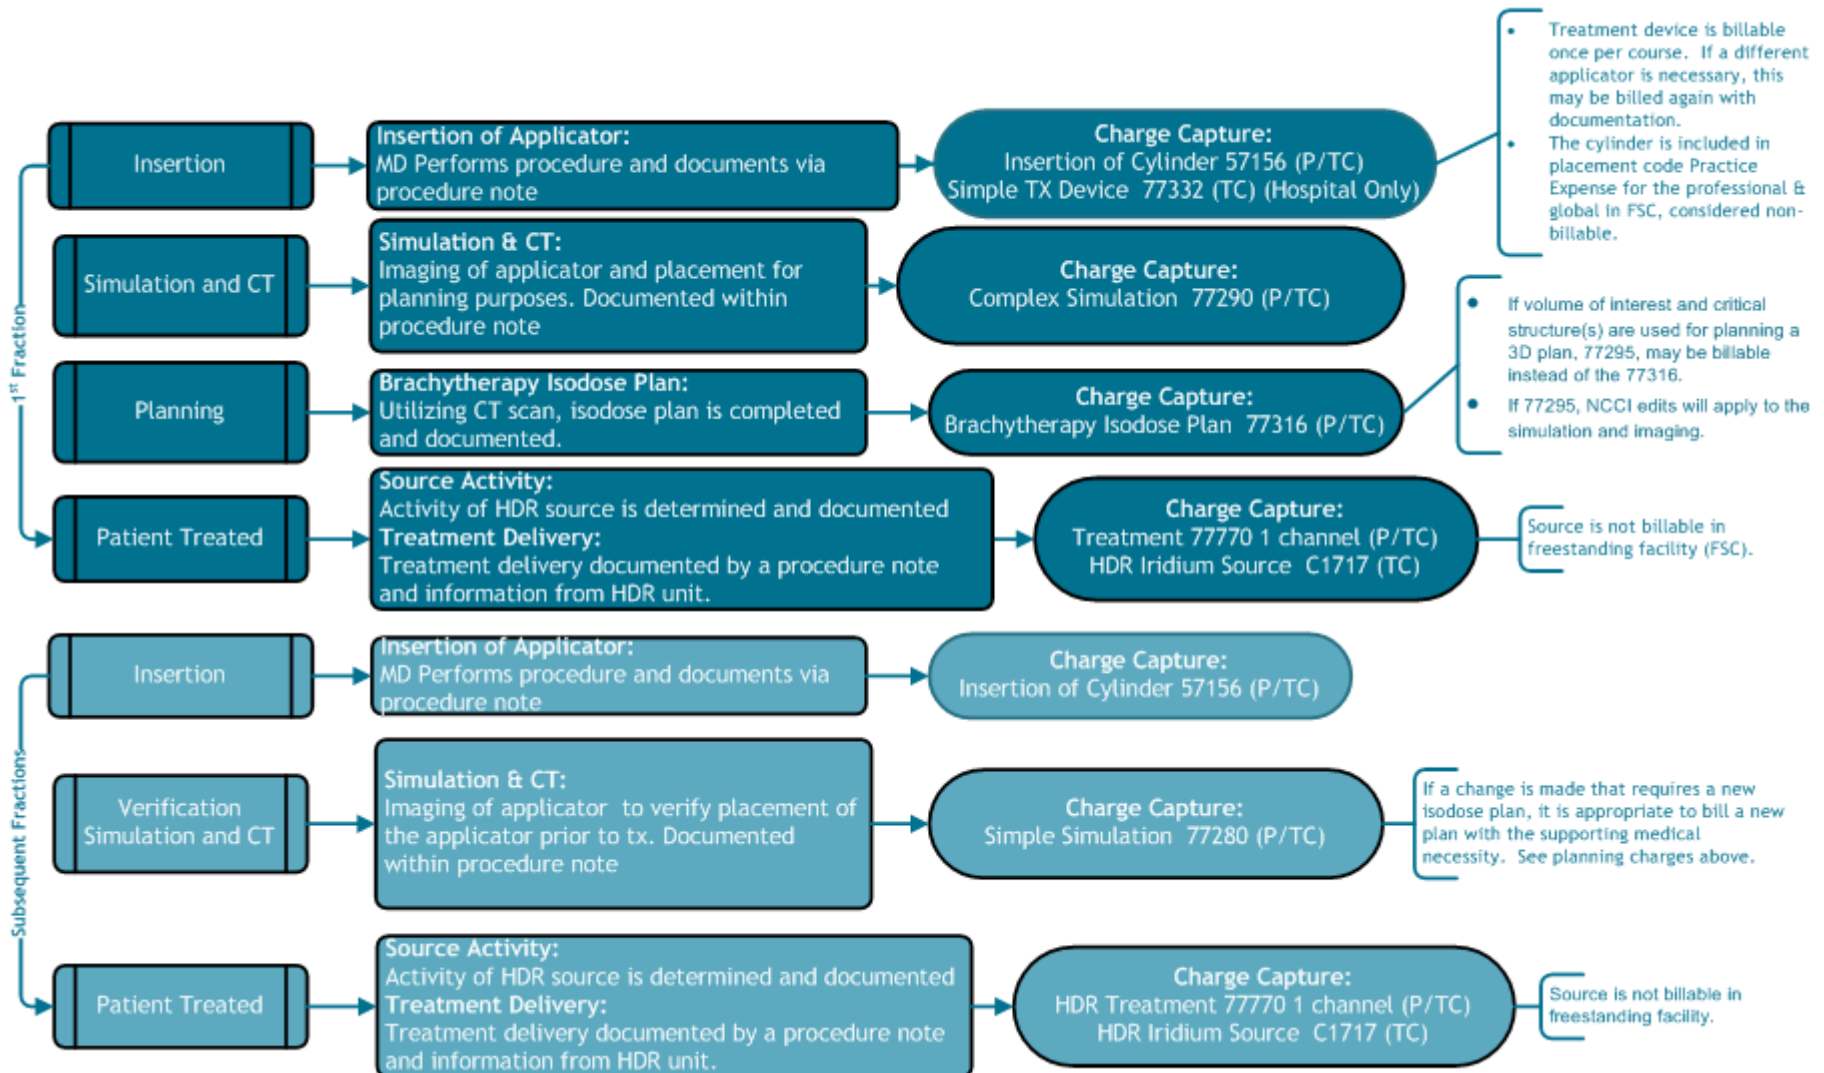 1st Fraction
Insertion
Insertion of Applicator:
MD Performs procedure and documents via
procedure note
Charge Capture:
Insertion of Cylinder 57156 (P/TC)
Simple TX Device 77332 (TC) (Hospital Only)
• Treatment device is billable
once per course. If a different
applicator is necessary, this
may be billed again with
documentation.
• The cylinder is included in
placement code Practice
Expense for the professional &
global in FSC, considered non-
billable.
Simulation and CT
Simulation & CT:
Imaging of applicator and placement for
planning purposes. Documented within
procedure note
Charge Capture:
Complex Simulation 77290 (P/TC)
Planning
Brachytherapy Isodose Plan:
Utilizing CT scan, isodose plan is completed
and documented.
Charge Capture:
Brachytherapy Isodose Plan 77316 (P/TC)
• If volume of interest and critical
structure(s) are used for planning a
3D plan, 77295, may be billable
instead of the 77316.
• If 77295, NCCI edits will apply to the
simulation and imaging.
Patient Treated
Source Activity:
Activity of HDR source is determined and documented
Treatment Delivery:
Treatment delivery documented by a procedure note
and information from HDR unit.
Charge Capture:
Treatment 77770 1 channel (P/TC)
HDR Iridium Source C1717 (TC)
Source is not billable in
freestanding facility (FSC).
Subsequent Fractions
Insertion
Insertion of Applicator:
MD Performs procedure and documents via
procedure note
Charge Capture:
Insertion of Cylinder 57156 (P/TC)
Verification
Simulation and CT
Simulation & CT:
Imaging of applicator to verify placement of
the applicator prior to tx. Documented
within procedure note
Charge Capture:
Simple Simulation 77280 (P/TC)
If a change is made that requires a new
isodose plan, it is appropriate to bill a new
plan with the supporting medical
necessity. See planning charges above.
Patient Treated
Source Activity:
Activity of HDR source is determined and documented
Treatment Delivery:
Treatment delivery documented by a procedure note
and information from HDR unit.
Charge Capture:
HDR Treatment 77770 1 channel (P/TC)
HDR Iridium Source C1717 (TC)
Source is not billable in
freestanding facility.